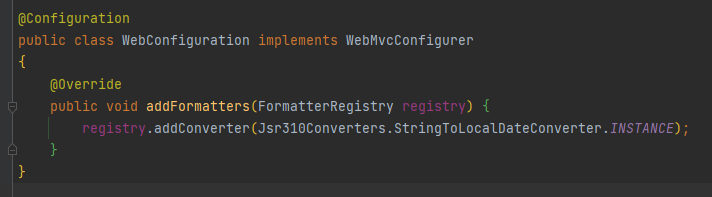 @Configuration
public class WebConfiguration implements WebMvcConfigurer
{
@Override
public void addFormatters(FormatterRegistry registry) {
registry.addConverter(Jsr310Converters.StringToLocalDateConverter.INSTANCE);
}
}